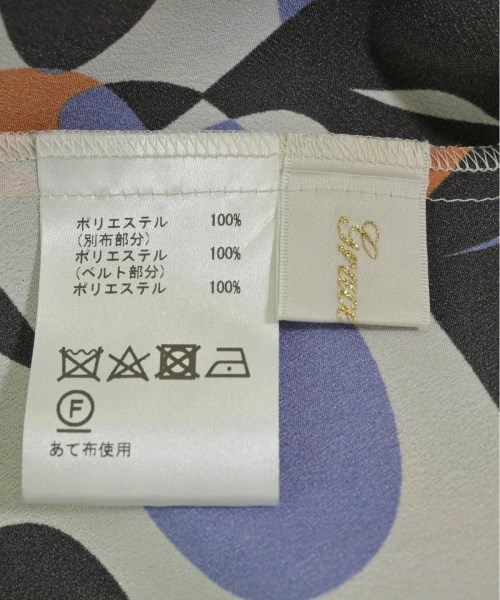 ポリエステル 100%
(別布部分)
ポリエステル 100%
(ベルト部分)
ポリエステル 100%
F
あて布使用